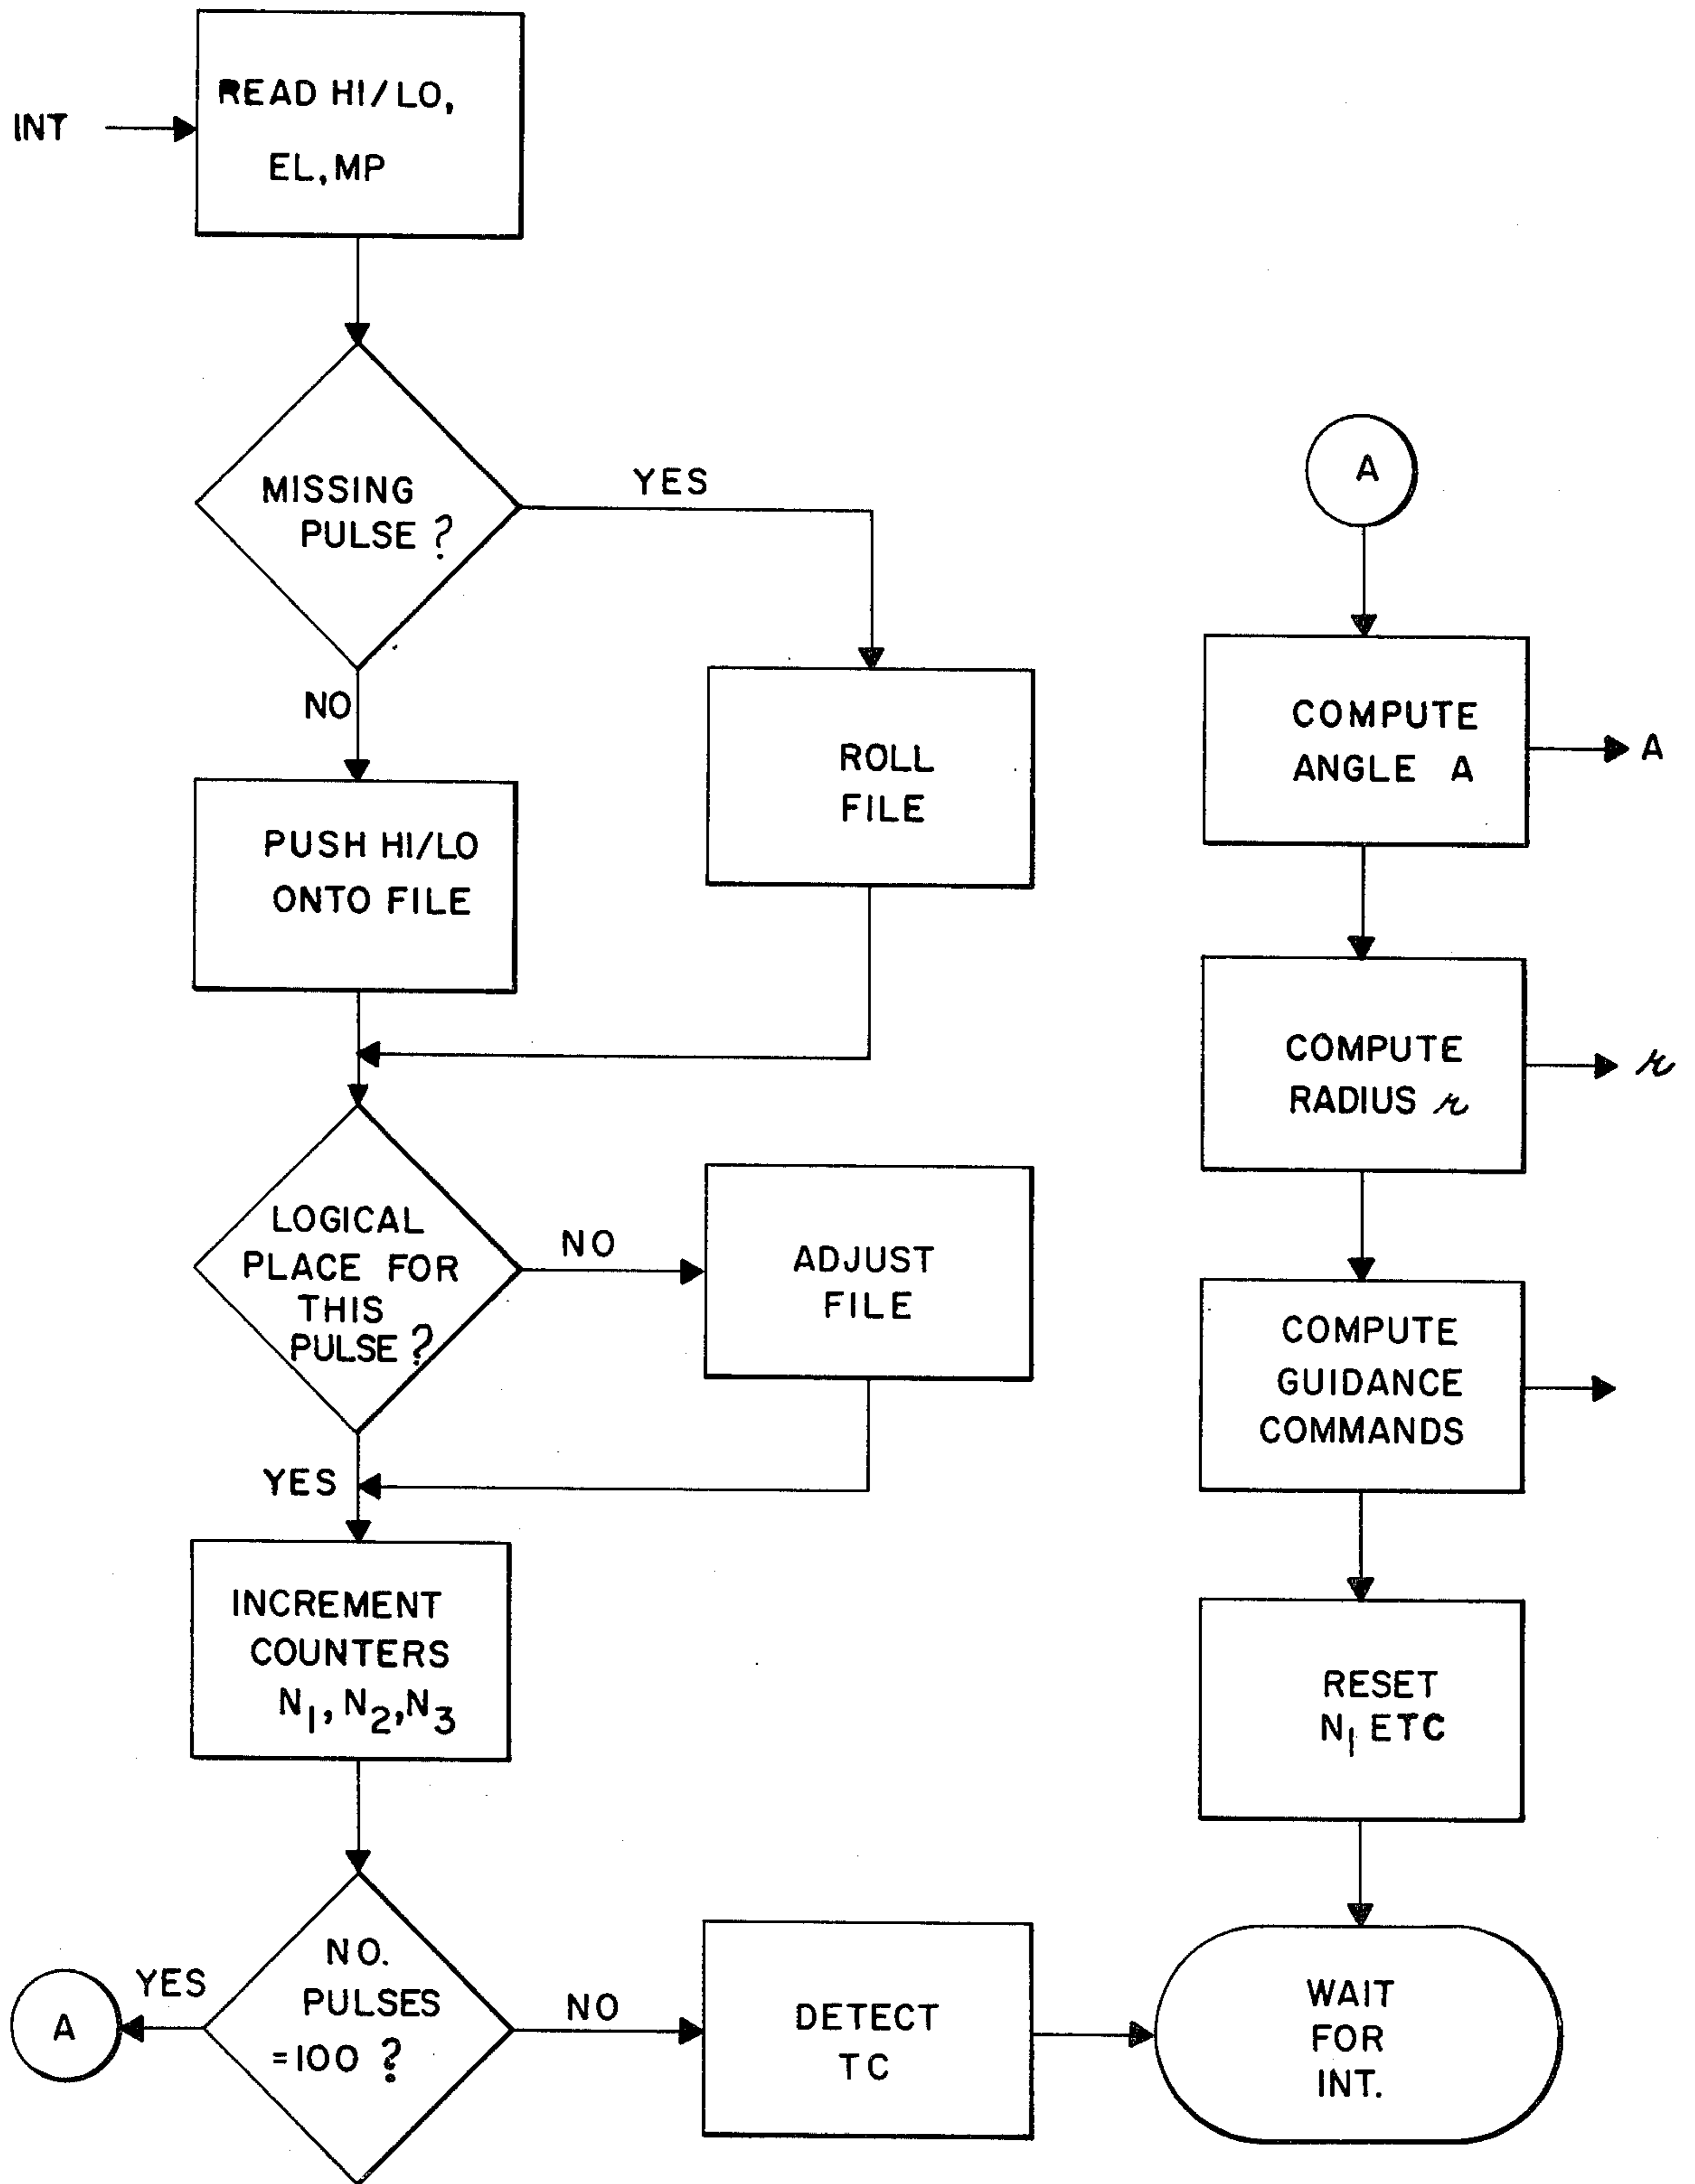 READ HI/LO,
EL, MP
INT
MISSING
PULSE ?
YES
NO
ROLL
FILE
PUSH HI/LO
ONTO FILE
LOGICAL
PLACE FOR
THIS
PULSE ?
NO
ADJUST
FILE
YES
INCREMENT
COUNTERS
N₁, N₂, N₃
NO.
PULSES
=100 ?
YES
A
NO
DETECT
TC
A
COMPUTE
ANGLE A
A
COMPUTE
RADIUS r
r
COMPUTE
GUIDANCE
COMMANDS
RESET
N₁ ETC
WAIT
FOR
INT.